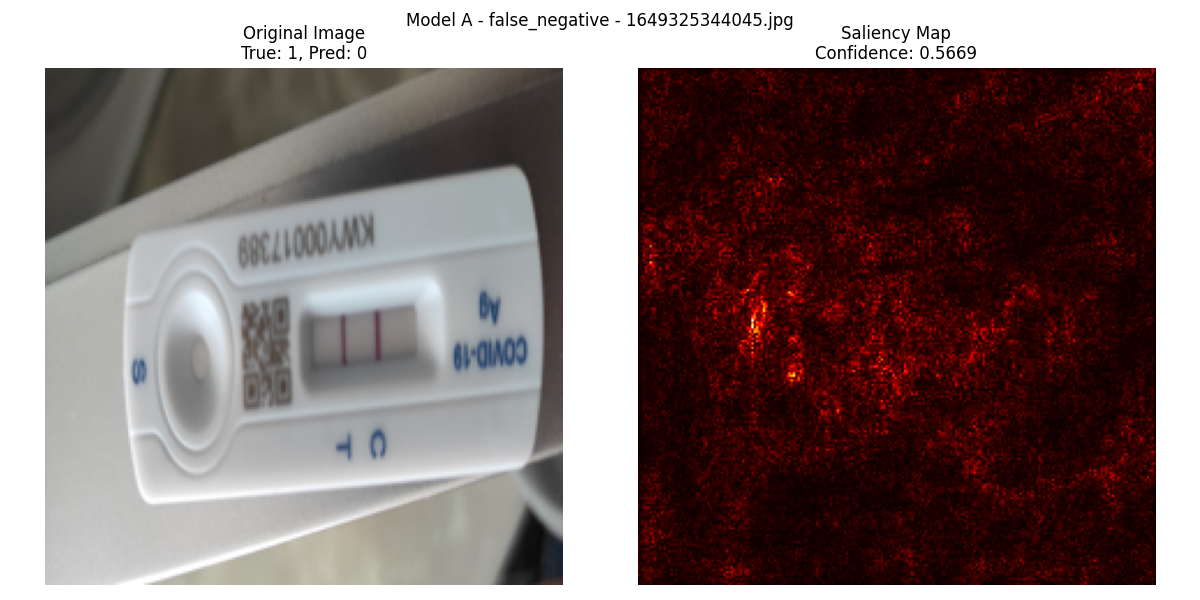 Model A - false_negative - 1649325344045.jpg
Original Image
True: 1, Pred: 0
Saliency Map
Confidence: 0.5669
KWY00017389
Ag
COVID-19
S
C
T